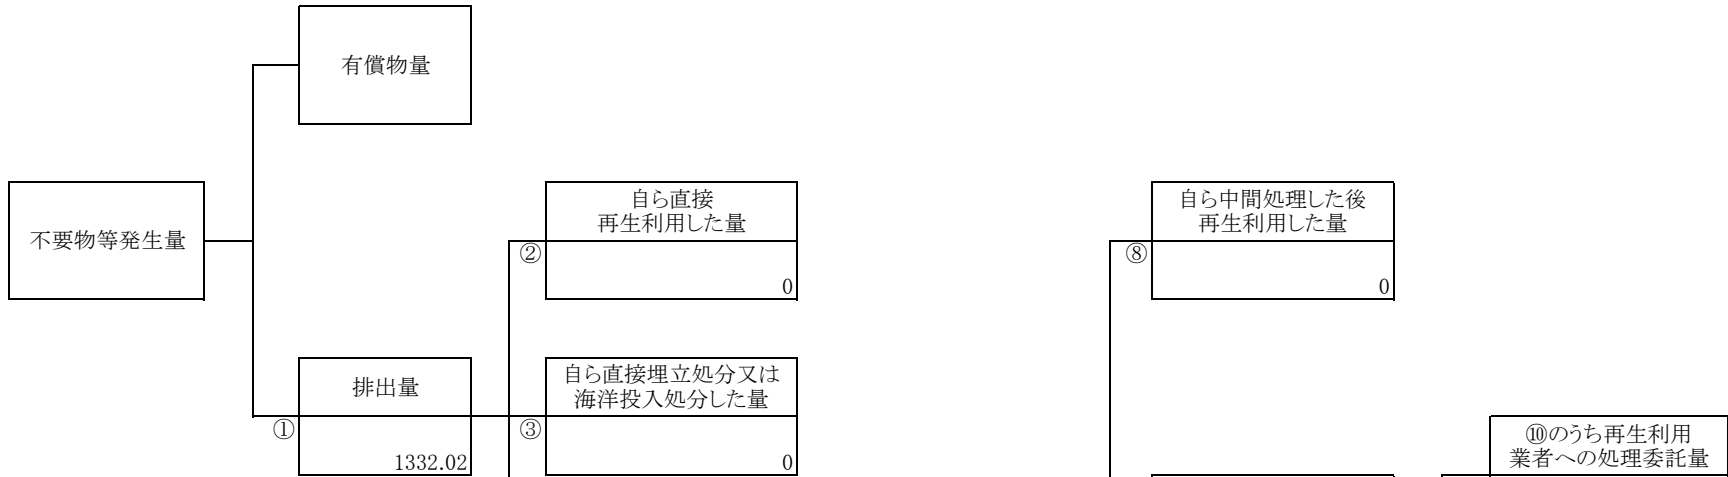 有償物量
不要物等発生量
自ら直接
再生利用した量
②
0
自ら中間処理した後
再生利用した量
⑧
0
排出量
①
1332.02
自ら直接埋立処分又は
海洋投入処分した量
③
0
⑩のうち再生利用
業者への処理委託量